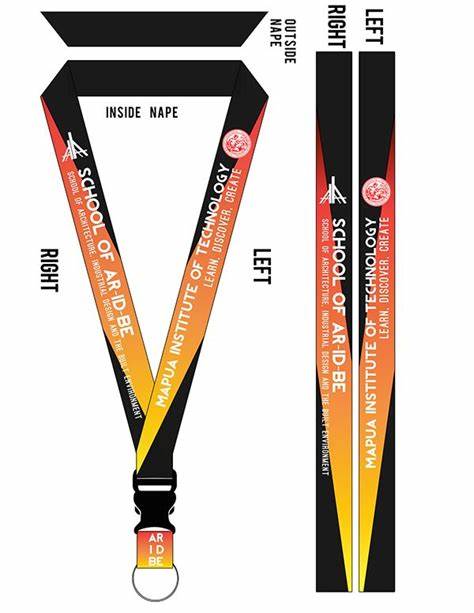 OUTSIDE
NAPE
INSIDE NAPE
RIGHT
SCHOOL OF AR-ID-BE
SCHOOL OF ARCHITECTURE, INDUSTRIAL DESIGN AND THE BUILT ENVIRONMENT
MAPUA INSTITUTE OF TECHNOLOGY
LEARN. DISCOVER. CREATE
LEFT
AR
ID
BE
RIGHT
LEFT
SCHOOL OF AR-ID-BE
SCHOOL OF ARCHITECTURE, INDUSTRIAL DESIGN AND THE BUILT ENVIRONMENT
MAPUA INSTITUTE OF TECHNOLOGY
LEARN. DISCOVER. CREATE